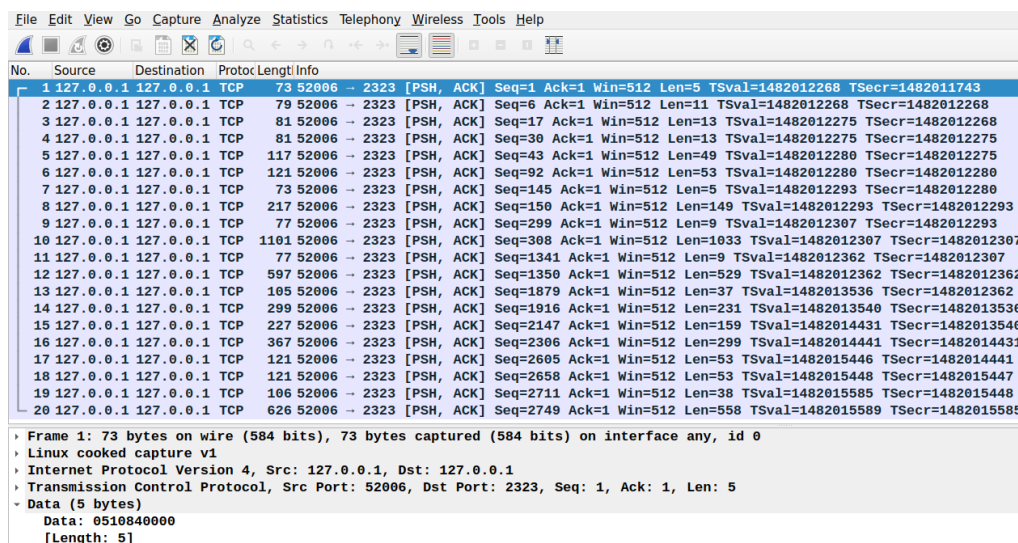 File Edit View Go Capture Analyze Statistics Telephony Wireless Tools Help
No. Source Destination Protoc Lengtl Info
1 127.0.0.1 127.0.0.1 TCP 73 52006 → 2323 [PSH, ACK] Seq=1 Ack=1 Win=512 Len=5 TSval=1482012268 TSecr=1482011743
2 127.0.0.1 127.0.0.1 TCP 79 52006 → 2323 [PSH, ACK] Seq=6 Ack=1 Win=512 Len=11 TSval=1482012268 TSecr=1482012268
3 127.0.0.1 127.0.0.1 TCP 81 52006 → 2323 [PSH, ACK] Seq=17 Ack=1 Win=512 Len=13 TSval=1482012275 TSecr=1482012268
4 127.0.0.1 127.0.0.1 TCP 81 52006 → 2323 [PSH, ACK] Seq=30 Ack=1 Win=512 Len=13 TSval=1482012275 TSecr=1482012275
5 127.0.0.1 127.0.0.1 TCP 117 52006 → 2323 [PSH, ACK] Seq=43 Ack=1 Win=512 Len=49 TSval=1482012280 TSecr=1482012275
6 127.0.0.1 127.0.0.1 TCP 121 52006 → 2323 [PSH, ACK] Seq=92 Ack=1 Win=512 Len=53 TSval=1482012280 TSecr=1482012280
7 127.0.0.1 127.0.0.1 TCP 73 52006 → 2323 [PSH, ACK] Seq=145 Ack=1 Win=512 Len=5 TSval=1482012293 TSecr=1482012280
8 127.0.0.1 127.0.0.1 TCP 217 52006 → 2323 [PSH, ACK] Seq=150 Ack=1 Win=512 Len=149 TSval=1482012293 TSecr=1482012293
9 127.0.0.1 127.0.0.1 TCP 77 52006 → 2323 [PSH, ACK] Seq=299 Ack=1 Win=512 Len=9 TSval=1482012307 TSecr=1482012293
10 127.0.0.1 127.0.0.1 TCP 1101 52006 → 2323 [PSH, ACK] Seq=308 Ack=1 Win=512 Len=1033 TSval=1482012307 TSecr=1482012307
11 127.0.0.1 127.0.0.1 TCP 77 52006 → 2323 [PSH, ACK] Seq=1341 Ack=1 Win=512 Len=9 TSval=1482012362 TSecr=1482012307
12 127.0.0.1 127.0.0.1 TCP 597 52006 → 2323 [PSH, ACK] Seq=1350 Ack=1 Win=512 Len=529 TSval=1482012362 TSecr=1482012362
13 127.0.0.1 127.0.0.1 TCP 105 52006 → 2323 [PSH, ACK] Seq=1879 Ack=1 Win=512 Len=37 TSval=1482013536 TSecr=1482012362
14 127.0.0.1 127.0.0.1 TCP 299 52006 → 2323 [PSH, ACK] Seq=1916 Ack=1 Win=512 Len=231 TSval=1482013540 TSecr=1482013536
15 127.0.0.1 127.0.0.1 TCP 227 52006 → 2323 [PSH, ACK] Seq=2147 Ack=1 Win=512 Len=159 TSval=1482014431 TSecr=1482013540
16 127.0.0.1 127.0.0.1 TCP 367 52006 → 2323 [PSH, ACK] Seq=2306 Ack=1 Win=512 Len=299 TSval=1482014441 TSecr=1482014431
17 127.0.0.1 127.0.0.1 TCP 121 52006 → 2323 [PSH, ACK] Seq=2605 Ack=1 Win=512 Len=53 TSval=1482015446 TSecr=1482014441
18 127.0.0.1 127.0.0.1 TCP 121 52006 → 2323 [PSH, ACK] Seq=2658 Ack=1 Win=512 Len=53 TSval=1482015448 TSecr=1482015447
19 127.0.0.1 127.0.0.1 TCP 106 52006 → 2323 [PSH, ACK] Seq=2711 Ack=1 Win=512 Len=38 TSval=1482015585 TSecr=1482015448
20 127.0.0.1 127.0.0.1 TCP 626 52006 → 2323 [PSH, ACK] Seq=2749 Ack=1 Win=512 Len=558 TSval=1482015589 TSecr=1482015585
Frame 1: 73 bytes on wire (584 bits), 73 bytes captured (584 bits) on interface any, id 0
Linux cooked capture v1
Internet Protocol Version 4, Src: 127.0.0.1, Dst: 127.0.0.1
Transmission Control Protocol, Src Port: 52006, Dst Port: 2323, Seq: 1, Ack: 1, Len: 5
Data (5 bytes)
Data: 0510840000
[Length: 5]